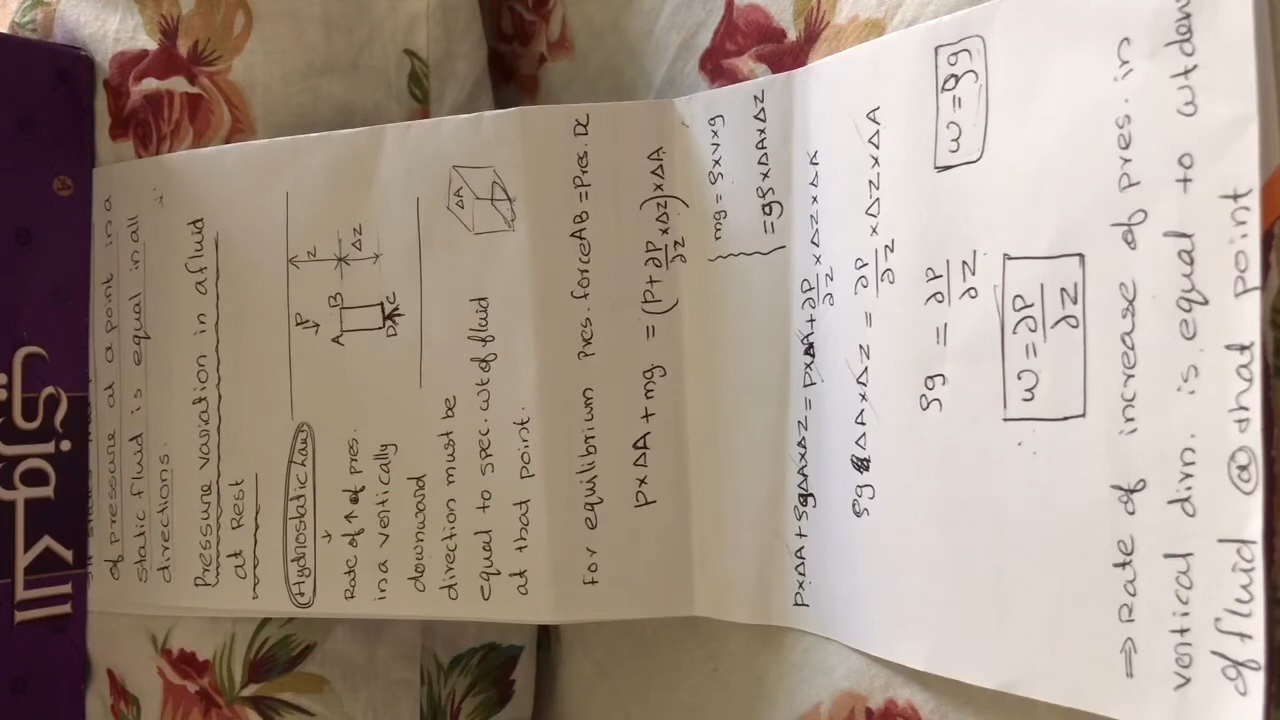 الكوزي
of pressure at a point in a
static fluid is equal in all
directions.
Pressure variation in a fluid
at Rest
Hydrostatic law
Rate of ↑ of pres.
in a vertically
downward
direction must be
equal to spec. wt of fluid
at that point.
P
A
B
D
C
Z
ΔZ
ΔA
For equilibrium Pres. force AB = Pres. DC
P×ΔA + mg = (P+∂P/∂z ×ΔZ)×ΔA
mg = ρ×v×g
= gρ×ΔA×ΔZ
P×ΔA + ρgΔA×ΔZ = P×ΔA + ∂P/∂z ×ΔZ×ΔA
ρg ΔA×ΔZ = ∂P/∂z ×ΔZ×ΔA
ρg = ∂P/∂z
w = ρg
∴ w = ∂P/∂z
⇒ Rate of increase of pres. in
vertical dirn. is equal to wt den
of fluid @ that point